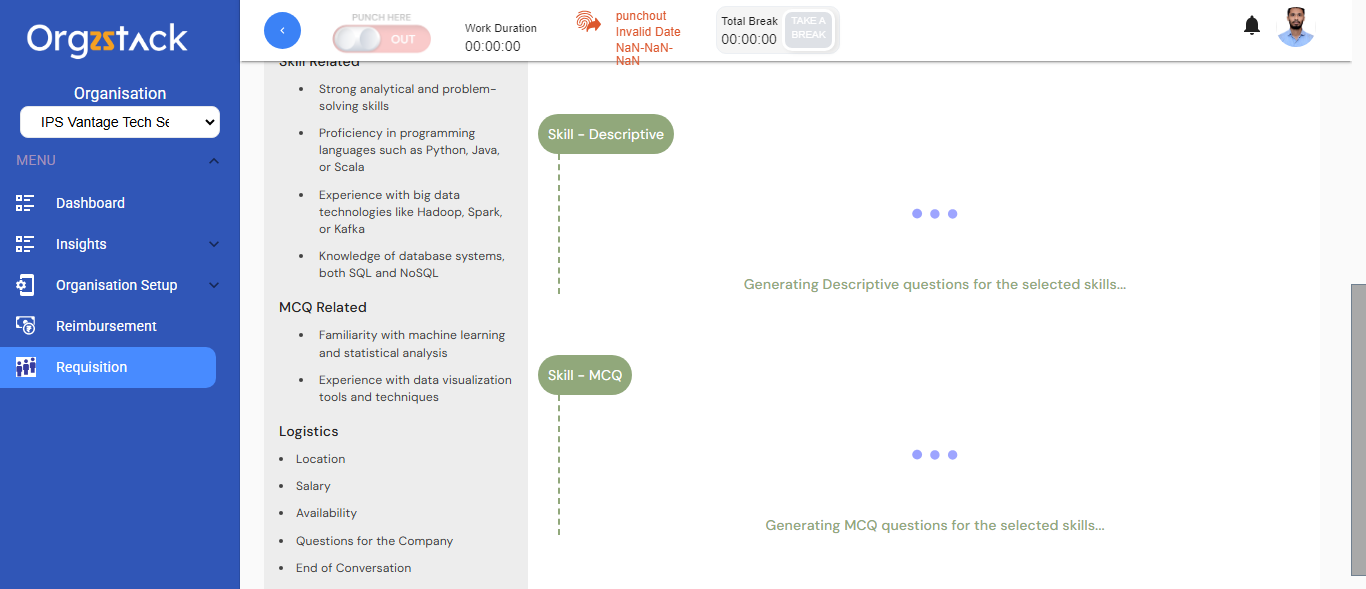 Orgzstack
Organisation
IPS Vantage Tech Se
MENU
Dashboard
Insights
Organisation Setup
Reimbursement
Requisition
PUNCH HERE
OUT
Work Duration
00:00:00
punchout
Invalid Date
NaN-NaN-
NaN
Total Break
00:00:00
TAKE A
BREAK
Skill Related
Strong analytical and problem-
solving skills
Proficiency in programming
languages such as Python, Java,
or Scala
Experience with big data
technologies like Hadoop, Spark,
or Kafka
Knowledge of database systems,
both SQL and NoSQL
MCQ Related
Familiarity with machine learning
and statistical analysis
Experience with data visualization
tools and techniques
Logistics
Location
Salary
Availability
Questions for the Company
End of Conversation
Skill - Descriptive
Generating Descriptive questions for the selected skills...
Skill - MCQ
Generating MCQ questions for the selected skills...